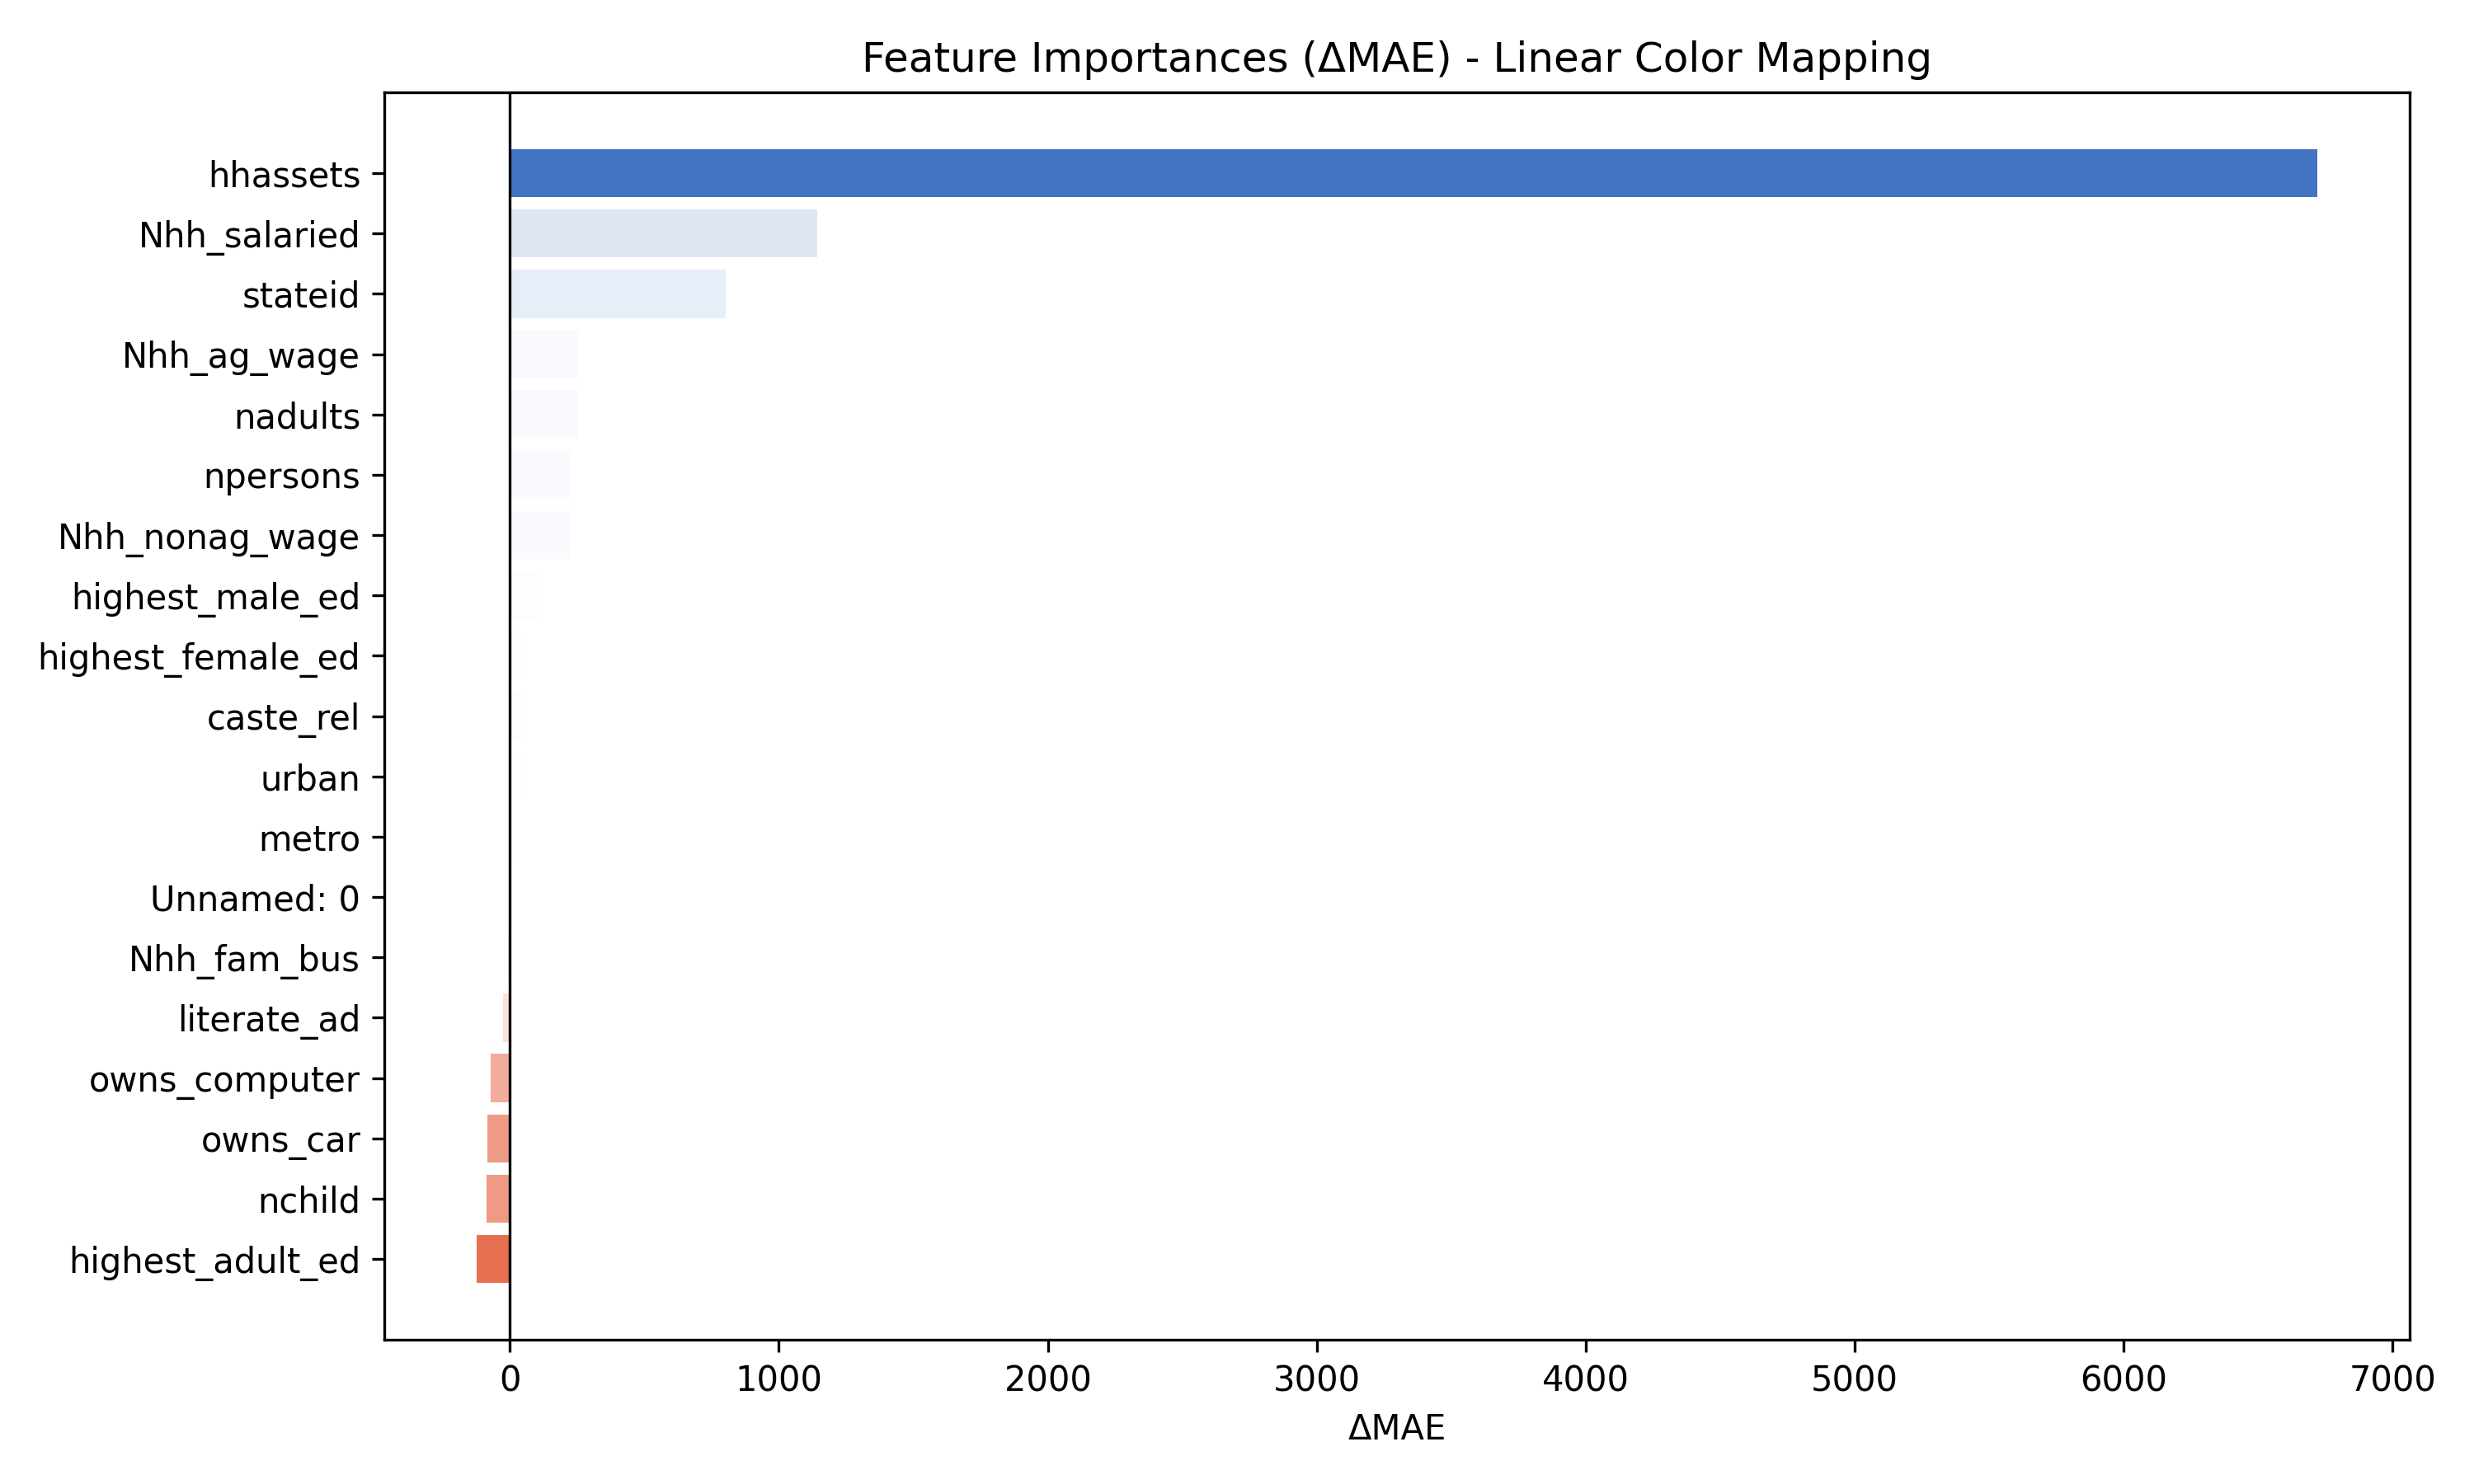 Feature Importances (ΔMAE) - Linear Color Mapping
hhassets
Nhh_salaried
stateid
Nhh_ag_wage
nadults
npersons
Nhh_nonag_wage
highest_male_ed
highest_female_ed
caste_rel
urban
metro
Unnamed: 0
Nhh_fam_bus
literate_ad
owns_computer
owns_car
nchild
highest_adult_ed
0 1000 2000 3000 4000 5000 6000 7000
ΔMAE